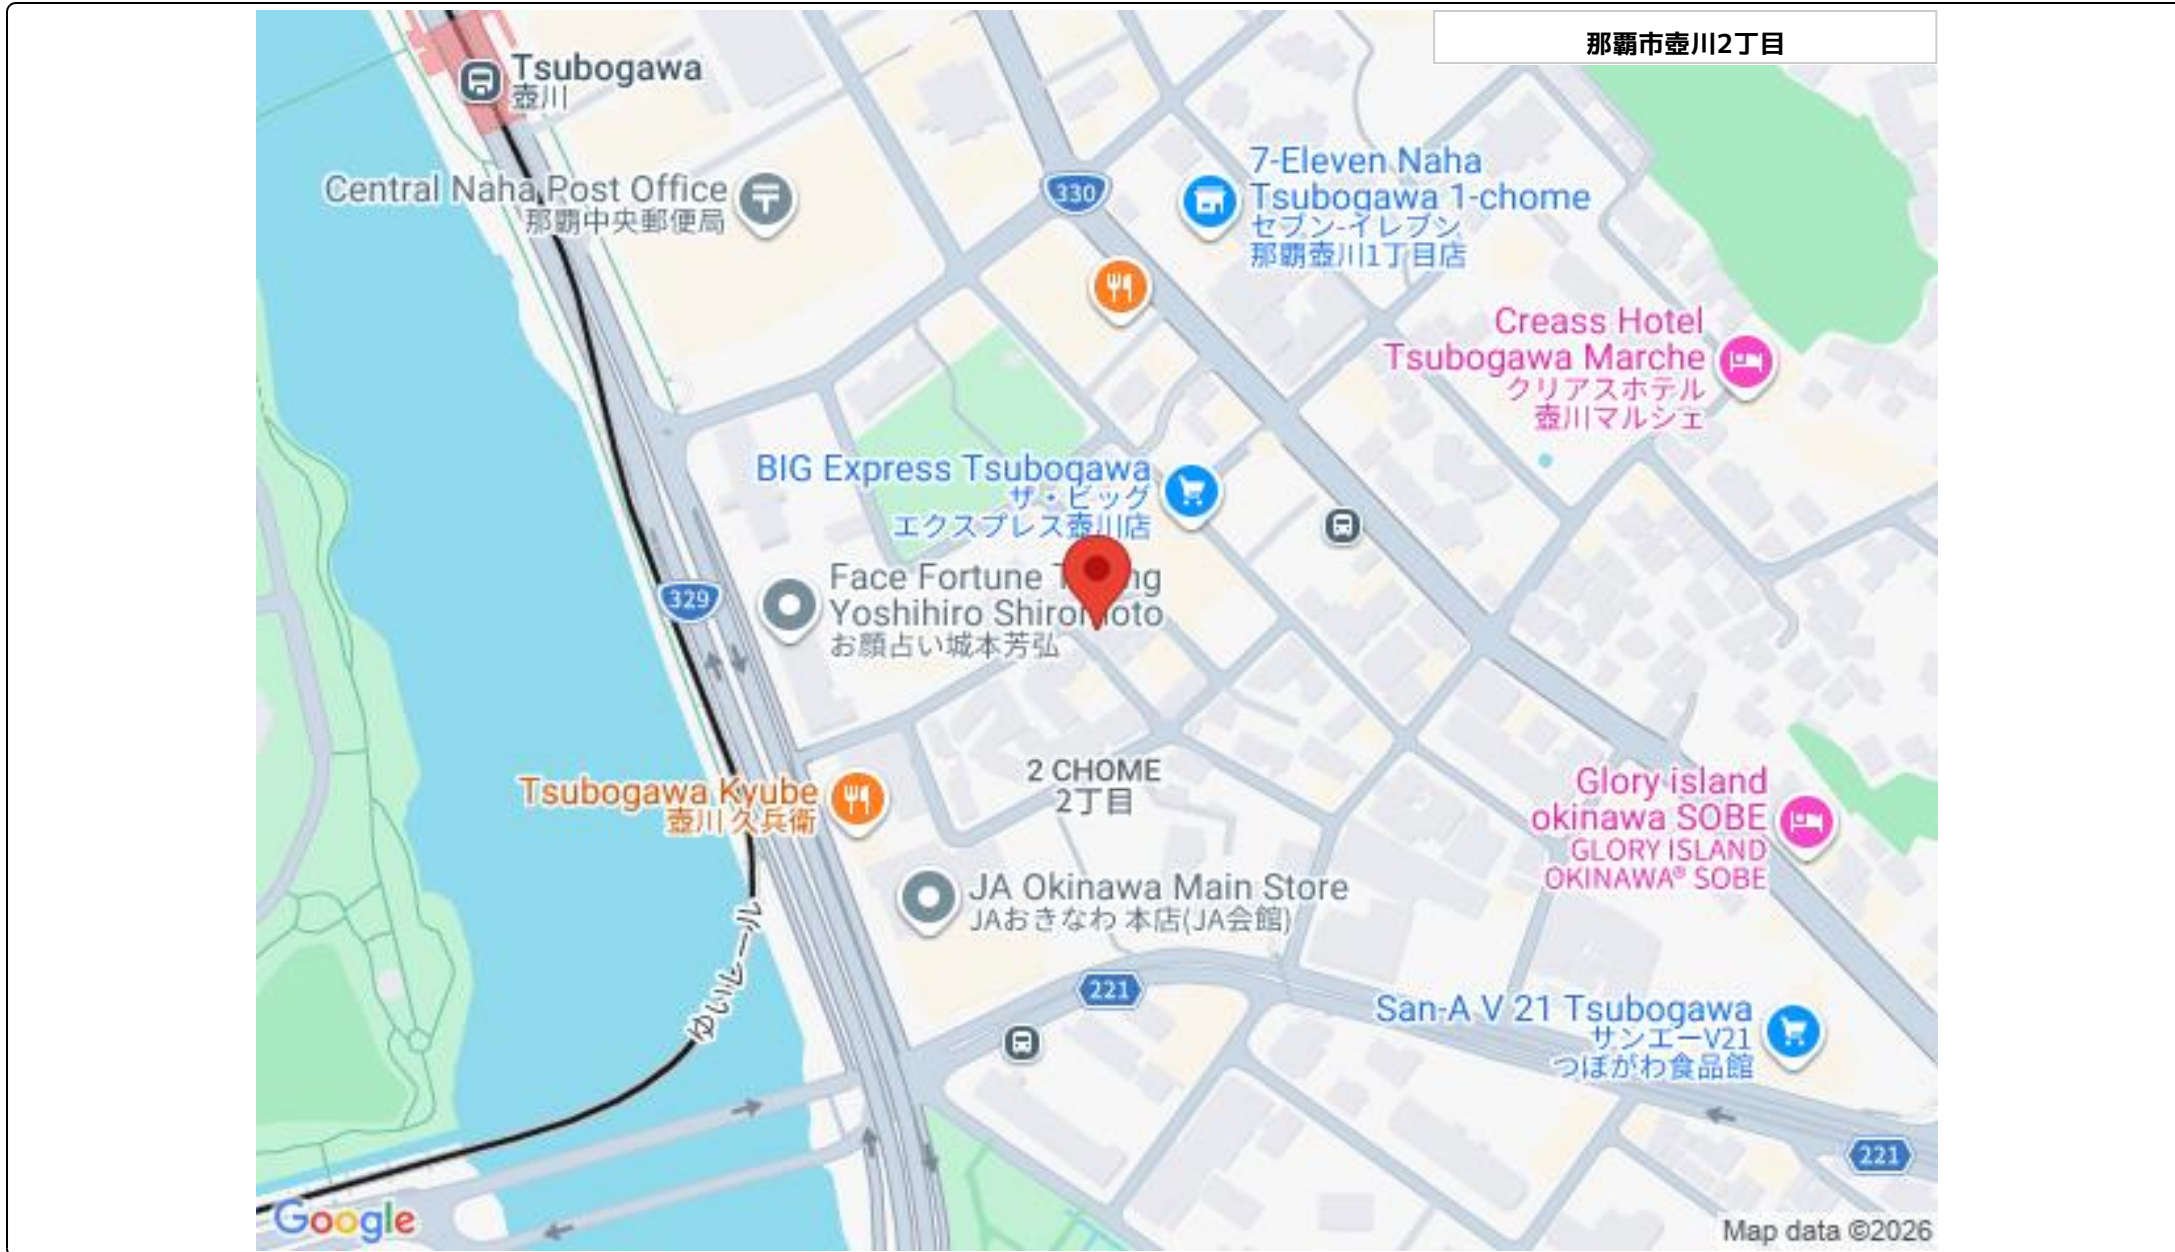 那覇市壺川2丁目
Tsubogawa
壺川
Central Naha Post Office
那覇中央郵便局
330
7-Eleven Naha
Tsubogawa 1-chome
セブン-イレブン
那覇壺川1丁目店
Creass Hotel
Tsubogawa Marche
クリアスホテル
壺川マルシェ
BIG Express Tsubogawa
ザ・ビッグ
エクスプレス壺川店
329
Face Fortune
Yoshihiro
お顔占い城本芳弘
2 CHOME
2丁目
Tsubogawa Kyube
壺川 久兵衛
Glory island
okinawa SOBE
GLORY ISLAND
OKINAWA® SOBE
JA Okinawa Main Store
JAおきなわ 本店(JA会館)
ゆいレール
221
San-A V 21 Tsubogawa
サンエーV21
つぼがわ食品館
221
Google
Map data ©2026